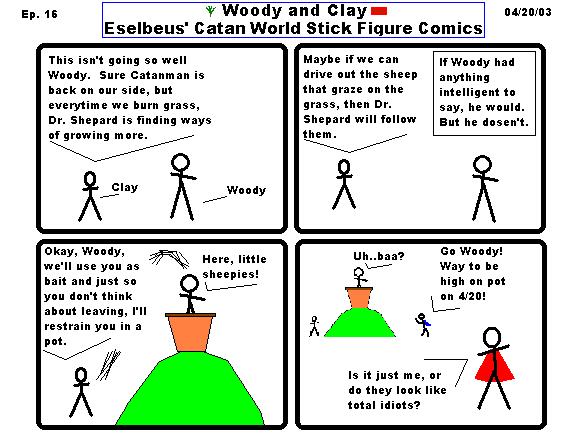 Ep. 16
Woody and Clay
04/20/03
Eselbeus' Catan World Stick Figure Comics
This isn't going so well
Woody. Sure Catanman is
back on our side, but
everytime we burn grass,
Dr. Shepard is finding ways
of growing more.
Clay
Woody
Maybe if we can
drive out the sheep
that graze on the
grass, then Dr.
Shepard will follow
them.
If Woody had
anything
intelligent to
say, he would.
But he dosen't.
Okay, Woody,
we'll use you as
bait and just so
you don't think
about leaving, I'll
restrain you in a
pot.
Here, little
sheepies!
Uh..baa?
Go Woody!
Way to be
high on pot
on 4/20!
Is it just me, or
do they look like
total idiots?